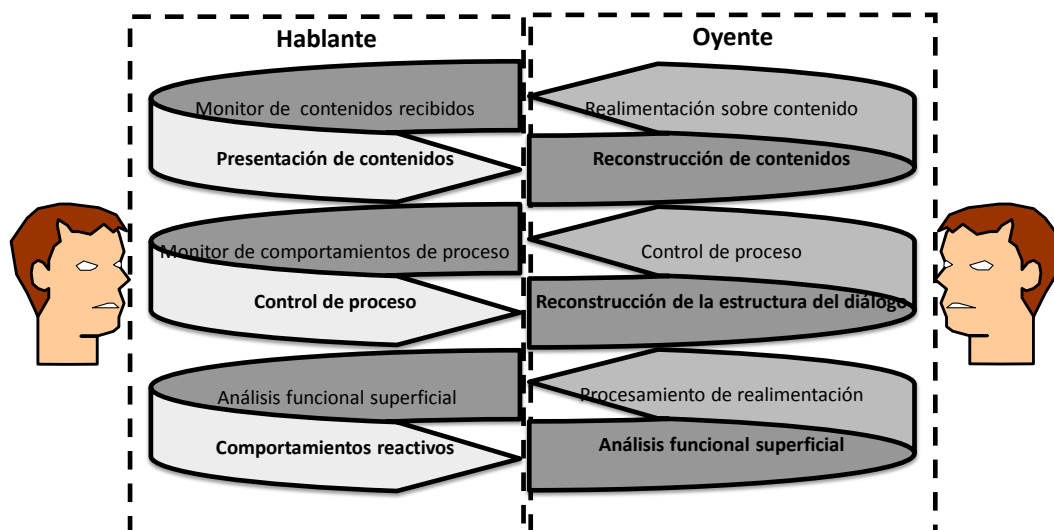 Hablante
Oyente
Monitor de contenidos recibidos
Realimentación sobre contenido
Presentación de contenidos
Reconstrucción de contenidos
Monitor de comportamientos de proceso
Control de proceso
Control de proceso
Reconstrucción de la estructura del diálogo
Análisis funcional superficial
Procesamiento de realimentación
Comportamientos reactivos
Análisis funcional superficial